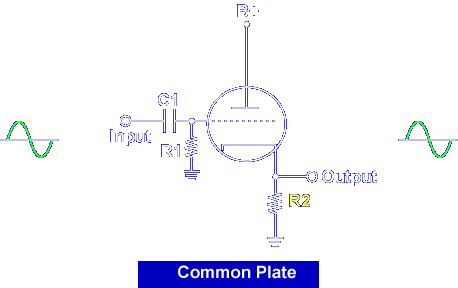 B+
C1
Input
R1
Output
R2
Common Plate